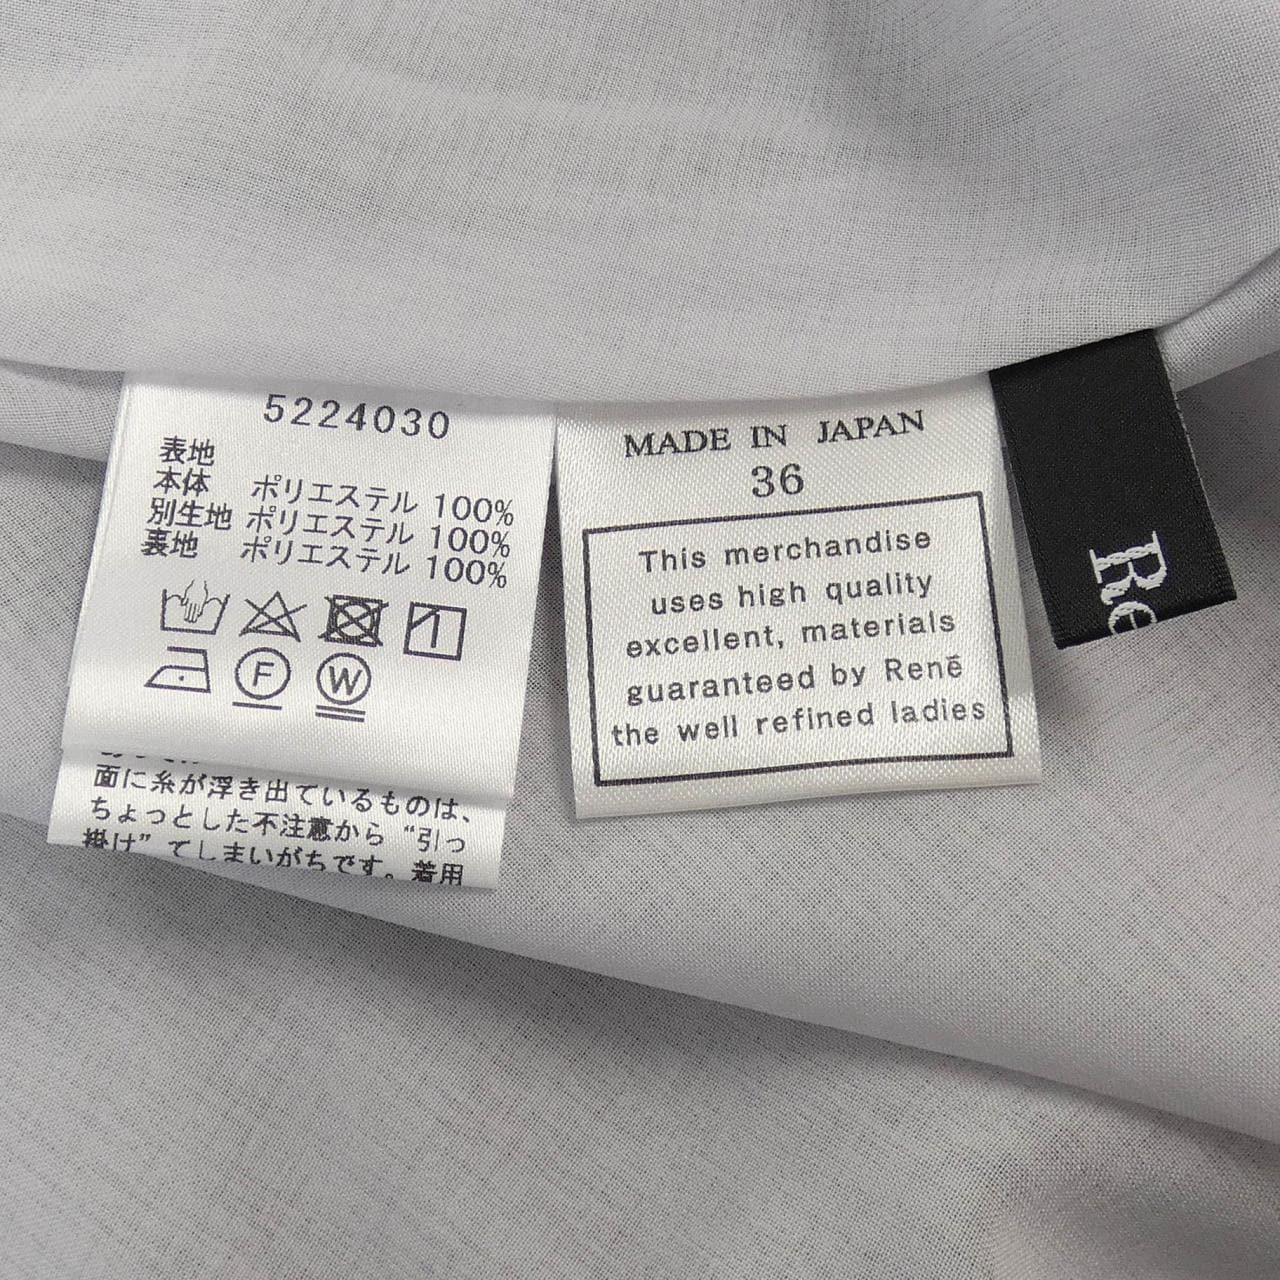 5224030
表地
本体 ポリエステル 100%
別生地 ポリエステル 100%
裏地 ポリエステル 100%
F W
面に糸が浮き出ているものは、
ちょっとした不注意から“引っ
掛け”てしまいがちです。着用
MADE IN JAPAN
36
This merchandise
uses high quality
excellent, materials
guaranteed by Renē
the well refined ladies
Re